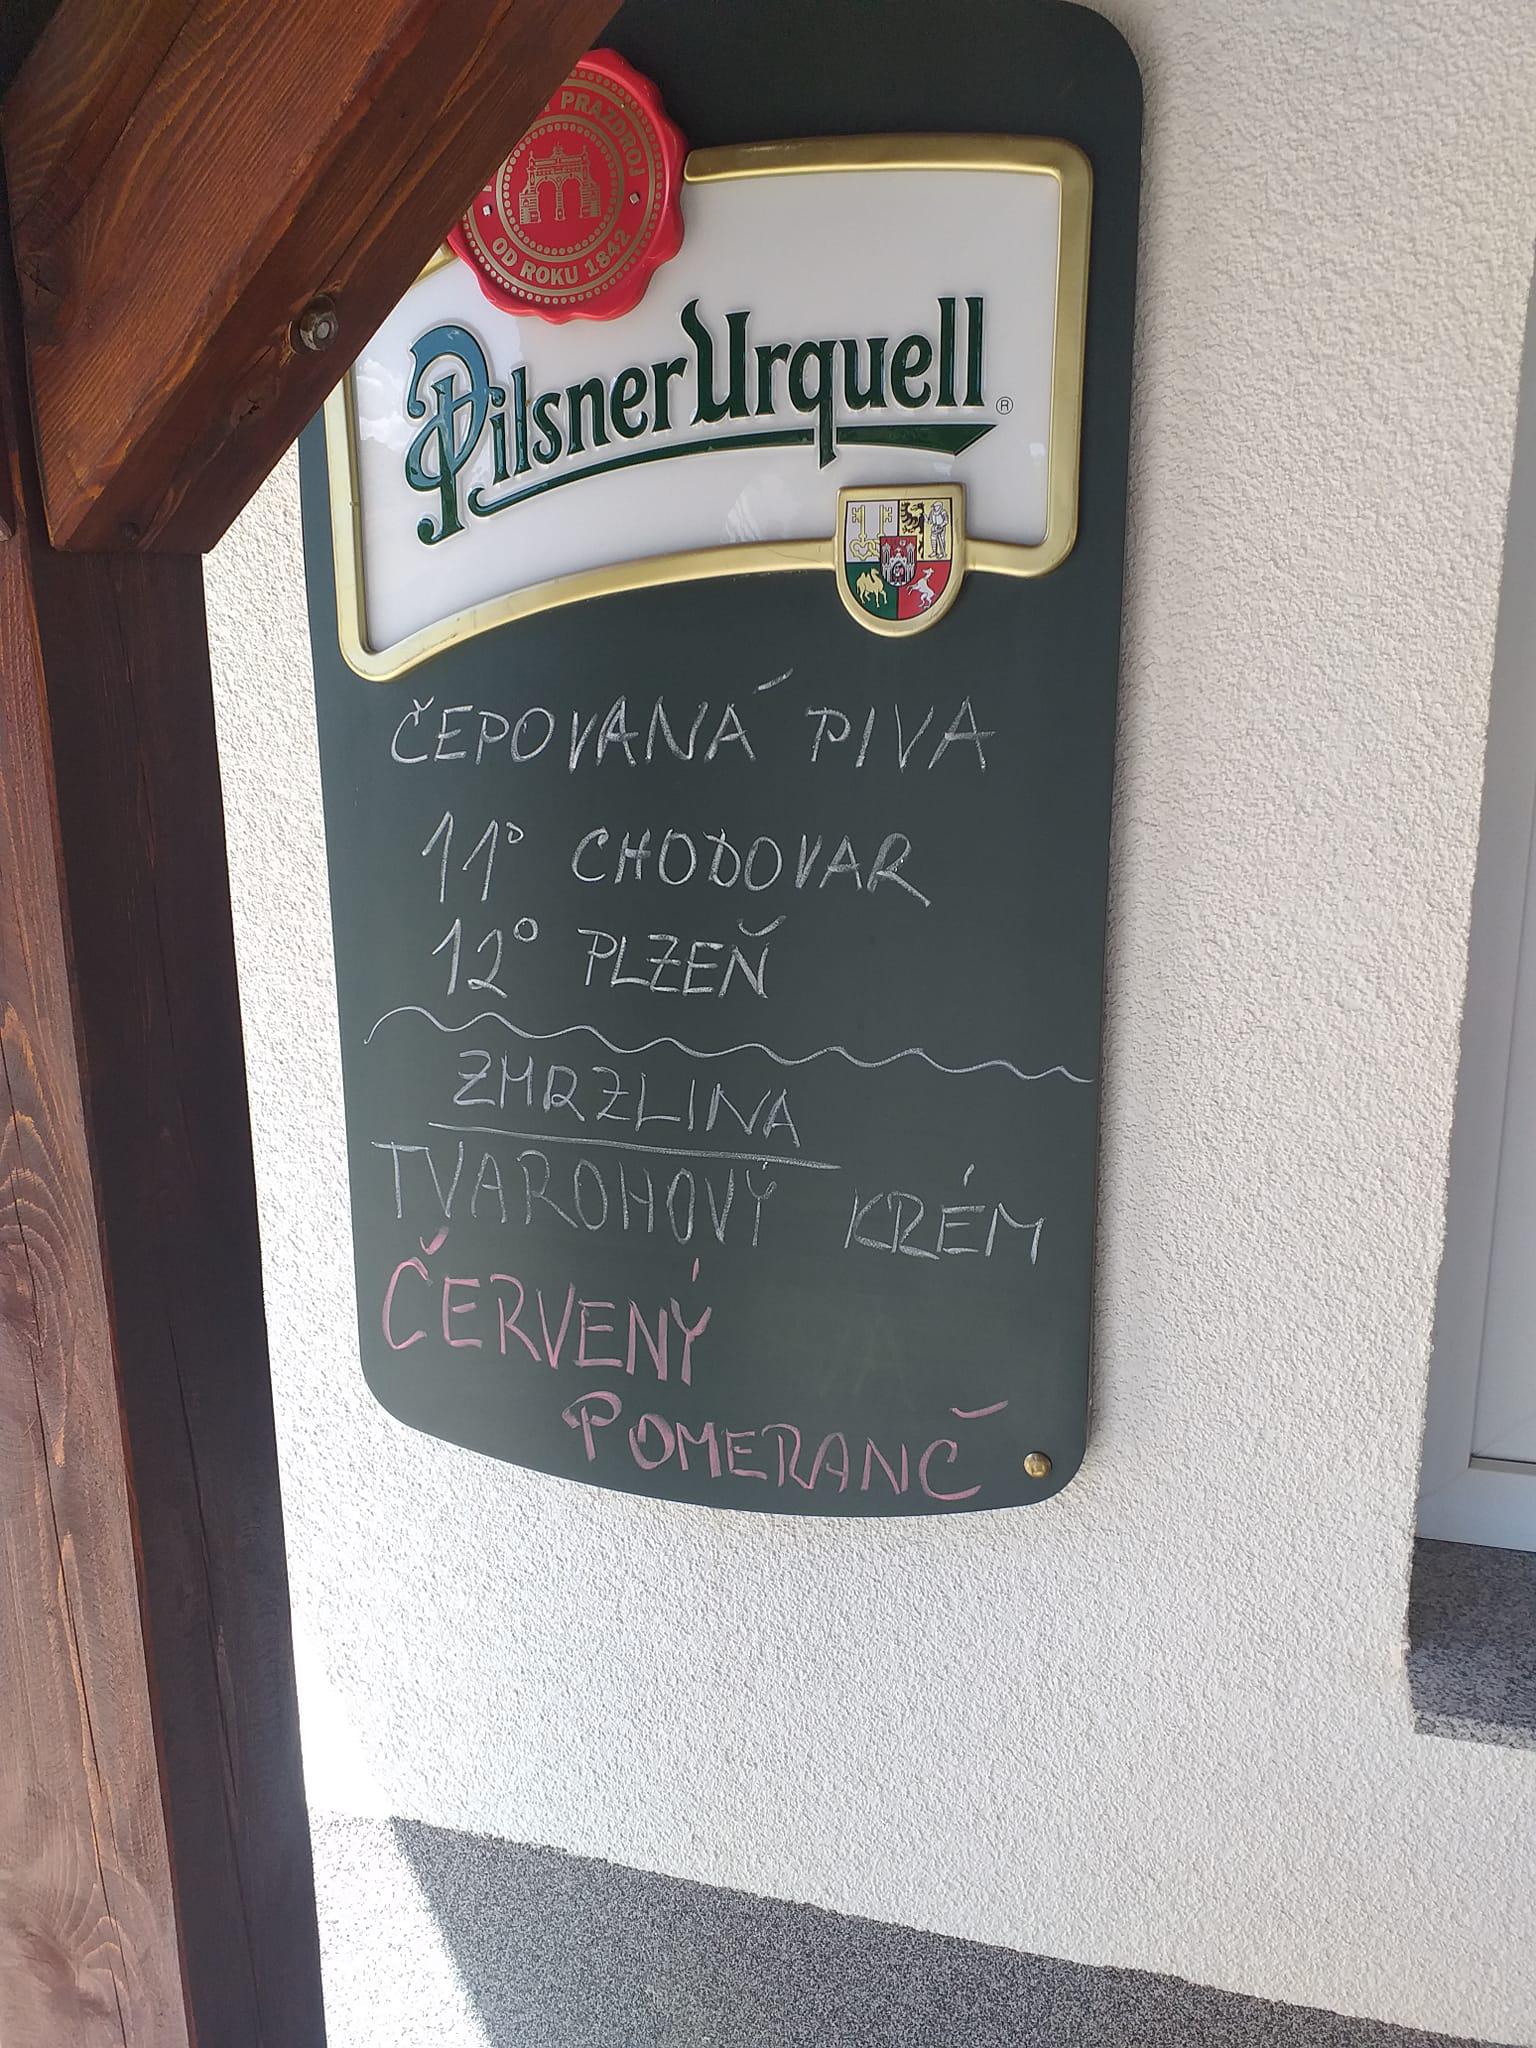 PRAZDROJ
OD ROKU 1842
Pilsner Urquell ®
ČEPOVANÁ PIVA
11° CHODOVAR
12° PLZEŇ
ZMRZLINA
TVAROHOVÝ KRÉM
ČERVENÝ
POMERANČ